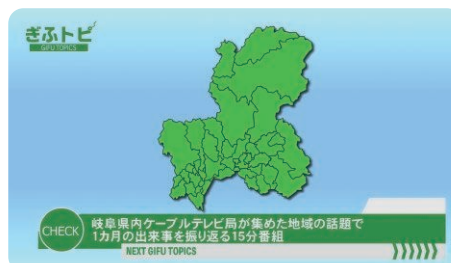 ぎふトピ
GIFU TOPICS
CHECK
岐阜県内ケーブルテレビ局が集めた地域の話題で
1カ月の出来事を振り返る15分番組
NEXT GIFU TOPICS